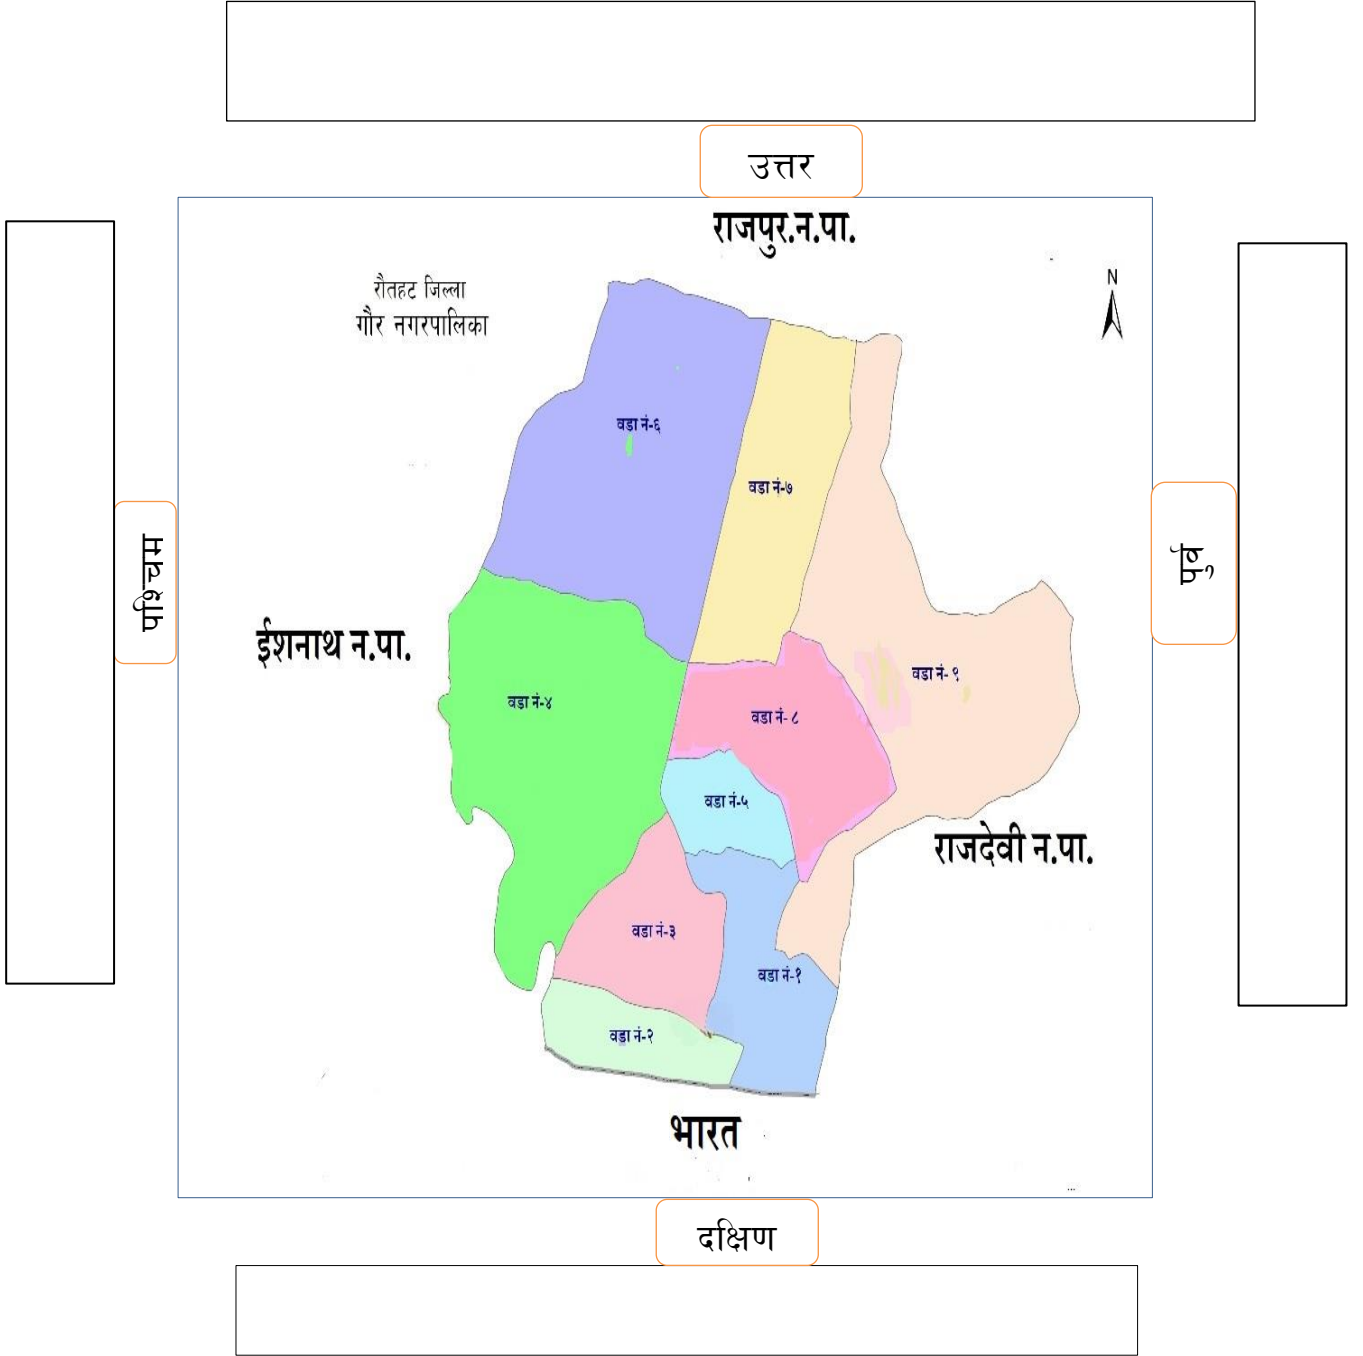 उत्तर
राजपुर.न.पा.
N
रौतहट जिल्ला
गौर नगरपालिका
वडा नं-६
वडा नं-७
पश्चिम
पुर्व
ईशनाथ न.पा.
वडा नं- ९
वडा नं-४
वडा नं- ८
वडा नं-५
राजदेवी न.पा.
वडा नं-३
वडा नं-१
वडा नं-२
भारत
दक्षिण